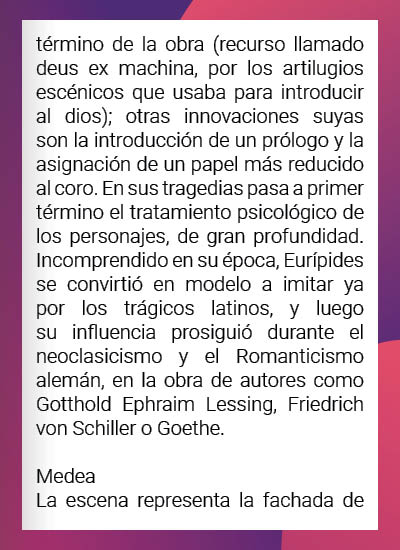 término de la obra (recurso llamado
deus ex machina, por los artilugios
escénicos que usaba para introducir
al dios); otras innovaciones suyas
son la introducción de un prólogo y la
asignación de un papel más reducido
al coro. En sus tragedias pasa a primer
término el tratamiento psicológico de
los personajes, de gran profundidad.
Incomprendido en su época, Eurípides
se convirtió en modelo a imitar ya
por los trágicos latinos, y luego
su influencia prosiguió durante el
neoclasicismo y el Romanticismo
alemán, en la obra de autores como
Gotthold Ephraim Lessing, Friedrich
von Schiller o Goethe.
Medea
La escena representa la fachada de